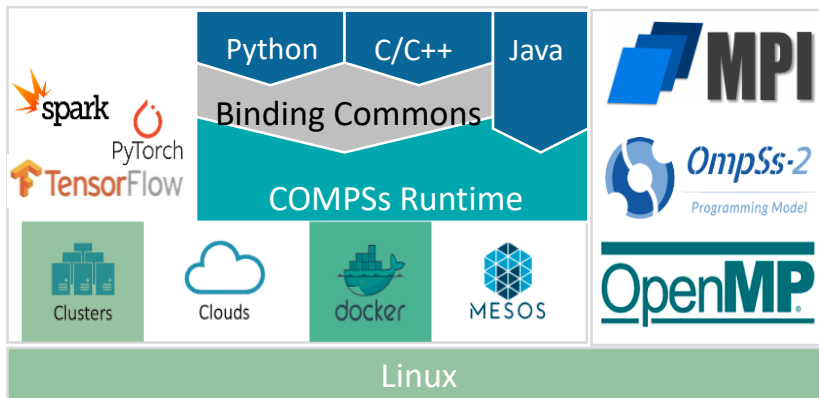 Python
C/C++
Java
Binding Commons
COMPSs Runtime
Spark
PyTorch
TensorFlow
Clusters
Clouds
docker
MESOS
MPI
OmpSs-2
Programming Model
OpenMP®
Linux